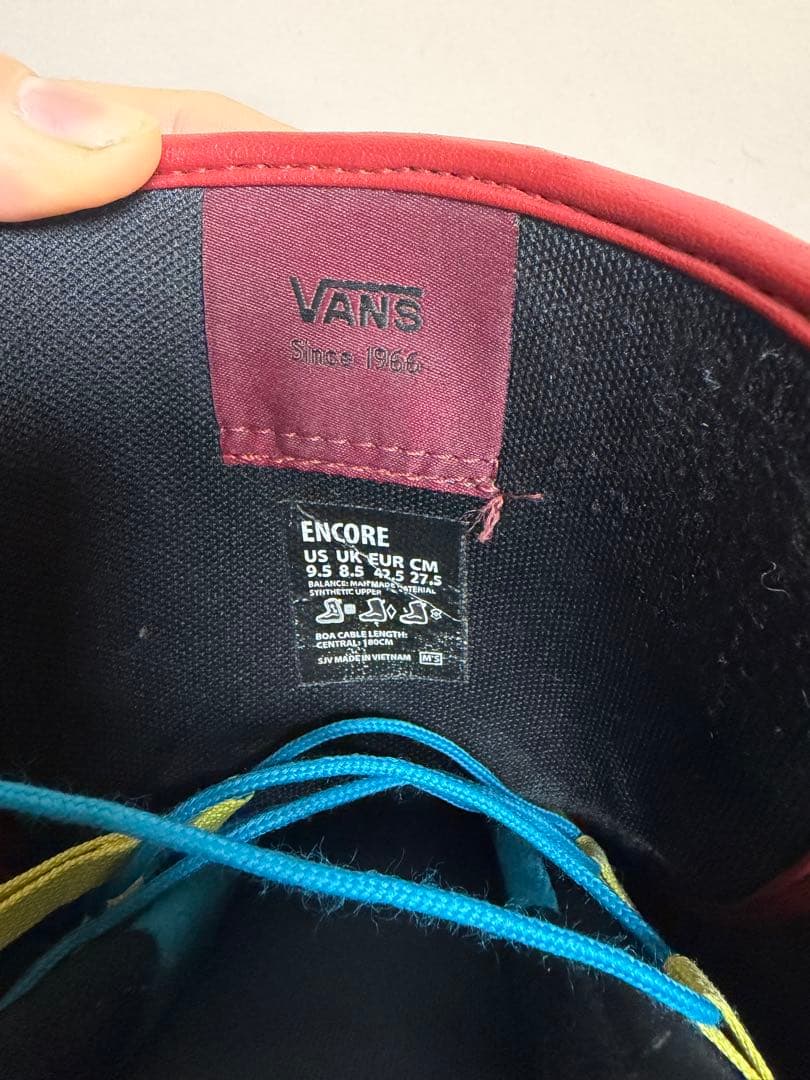 VANS
Since 1966
ENCORE
US UK EUR CM
9.5 8.5 42.5 27.5
BALANCE: MAN MADE MATERIAL
SYNTHETIC UPPER
BOA CABLE LENGTH:
CENTRAL: 180CM
SJV MADE IN VIETNAM M'S